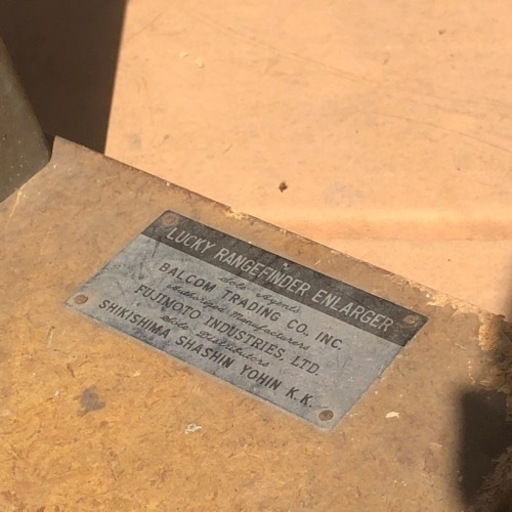 LUCKY RANGEFINDER ENLARGER
Sole Agents
BALCOM TRADING CO., INC.
Authorized Manufacturers
FUJIMOTO INDUSTRIES, LTD.
Sole Distributors
SHIKISHIMA SHASHIN YOHIN K.K.